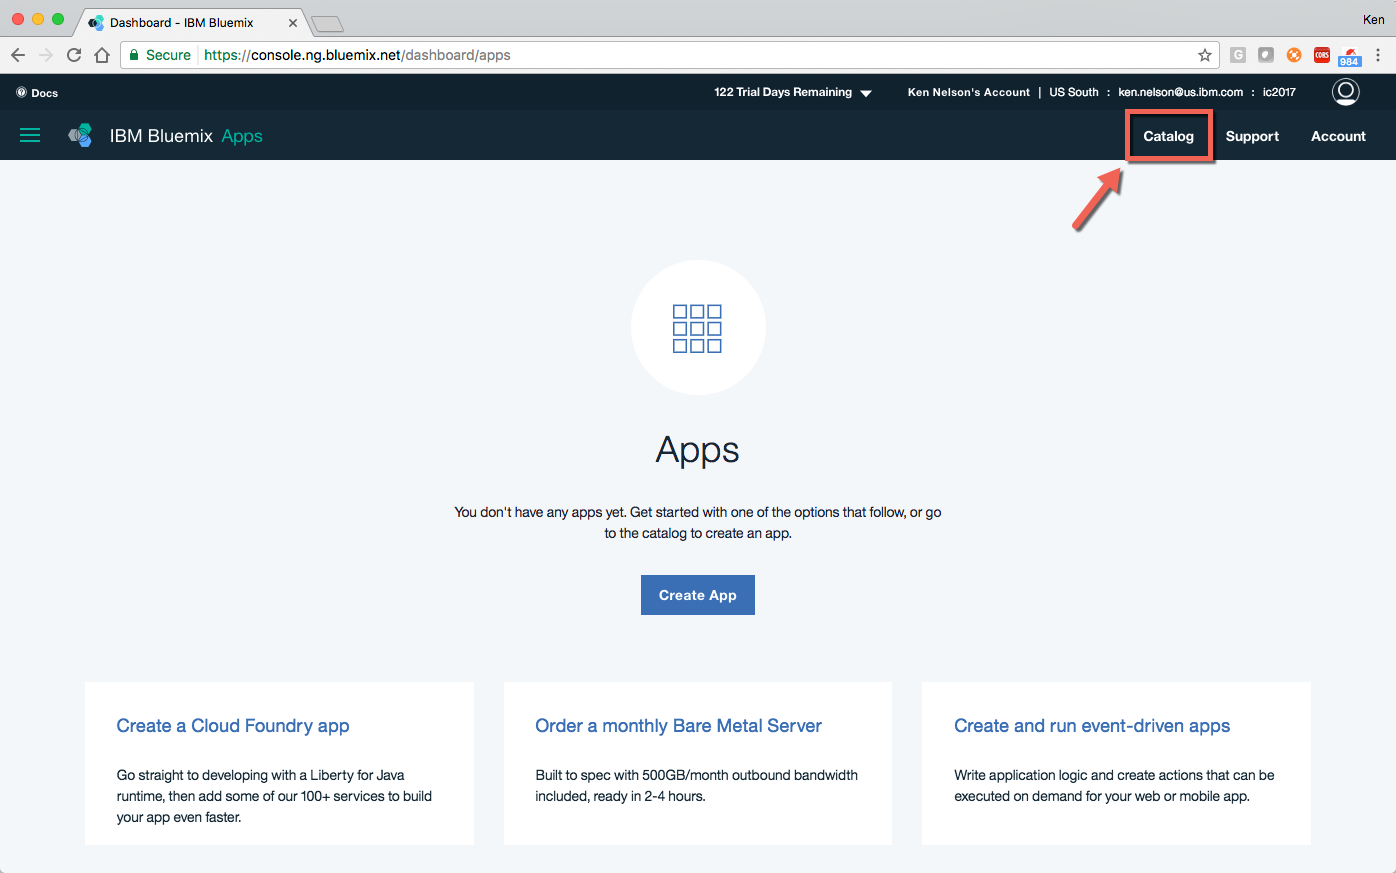 Dashboard - IBM Bluemix
Ken
Secure https://console.ng.bluemix.net/dashboard/apps
G
CORS
984
Docs
122 Trial Days Remaining
Ken Nelson's Account | US South : ken.nelson@us.ibm.com : ic2017
IBM Bluemix Apps
Catalog
Support
Account
Apps
You don't have any apps yet. Get started with one of the options that follow, or go
to the catalog to create an app.
Create App
Create a Cloud Foundry app
Go straight to developing with a Liberty for Java
runtime, then add some of our 100+ services to build
your app even faster.
Order a monthly Bare Metal Server
Built to spec with 500GB/month outbound bandwidth
included, ready in 2-4 hours.
Create and run event-driven apps
Write application logic and create actions that can be
executed on demand for your web or mobile app.